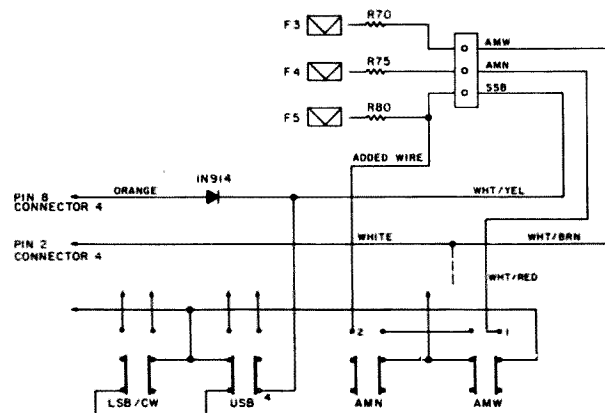 F3 R70 AMW
F4 R75 AMN
SSB
F5 R80
ADDED WIRE
1N914
ORANGE WHT/YEL
PIN 8
CONNECTOR 4
WHITE WHT/BRN
PIN 2
CONNECTOR 4
WHT/RED
2 1
LSB/CW USB 4 AMN AMW